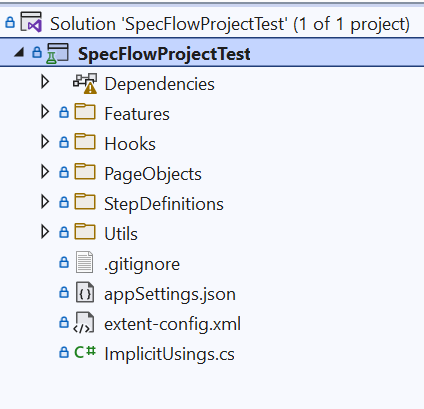 Solution 'SpecFlowProjectTest' (1 of 1 project)
SpecFlowProjectTest
Dependencies
Features
Hooks
PageObjects
StepDefinitions
Utils
.gitignore
appSettings.json
extent-config.xml
C# ImplicitUsings.cs